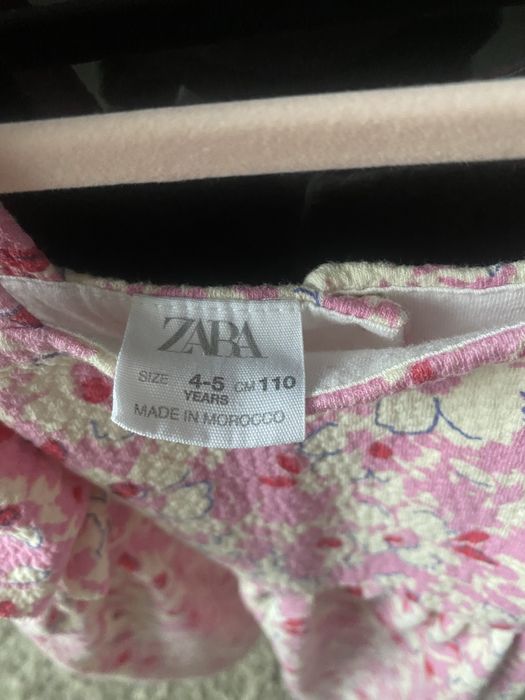 ZARA
SIZE 4-5 CM 110
YEARS
MADE IN MOROCCO